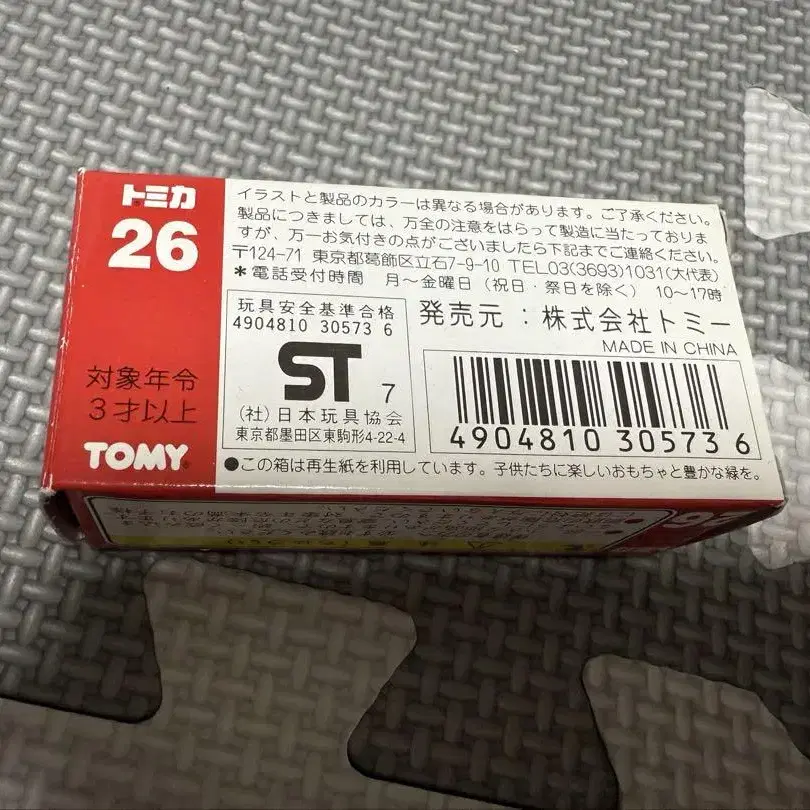 トミカ
26
対象年令
3才以上
TOMY
イラストと製品のカラーは異なる場合があります。ご了承ください。
製品につきましては、万全の注意をはらって製造に当たっておりま
すが、万一お気付きの点がございましたら下記までご連絡ください。
〒124-71 東京都葛飾区立石7-9-10 TEL03(3693)1031(大代表)
*電話受付時間 月〜金曜日(祝日・祭日を除く) 10〜17時
玩具安全基準合格
4904810 30573 6
ST 7
(社)日本玩具協会
東京都墨田区東駒形4-22-4
発売元:株式会社トミー
MADE IN CHINA
4904810 305736
●この箱は再生紙を利用しています。子供たちに楽しいおもちゃと豊かな緑を。
26